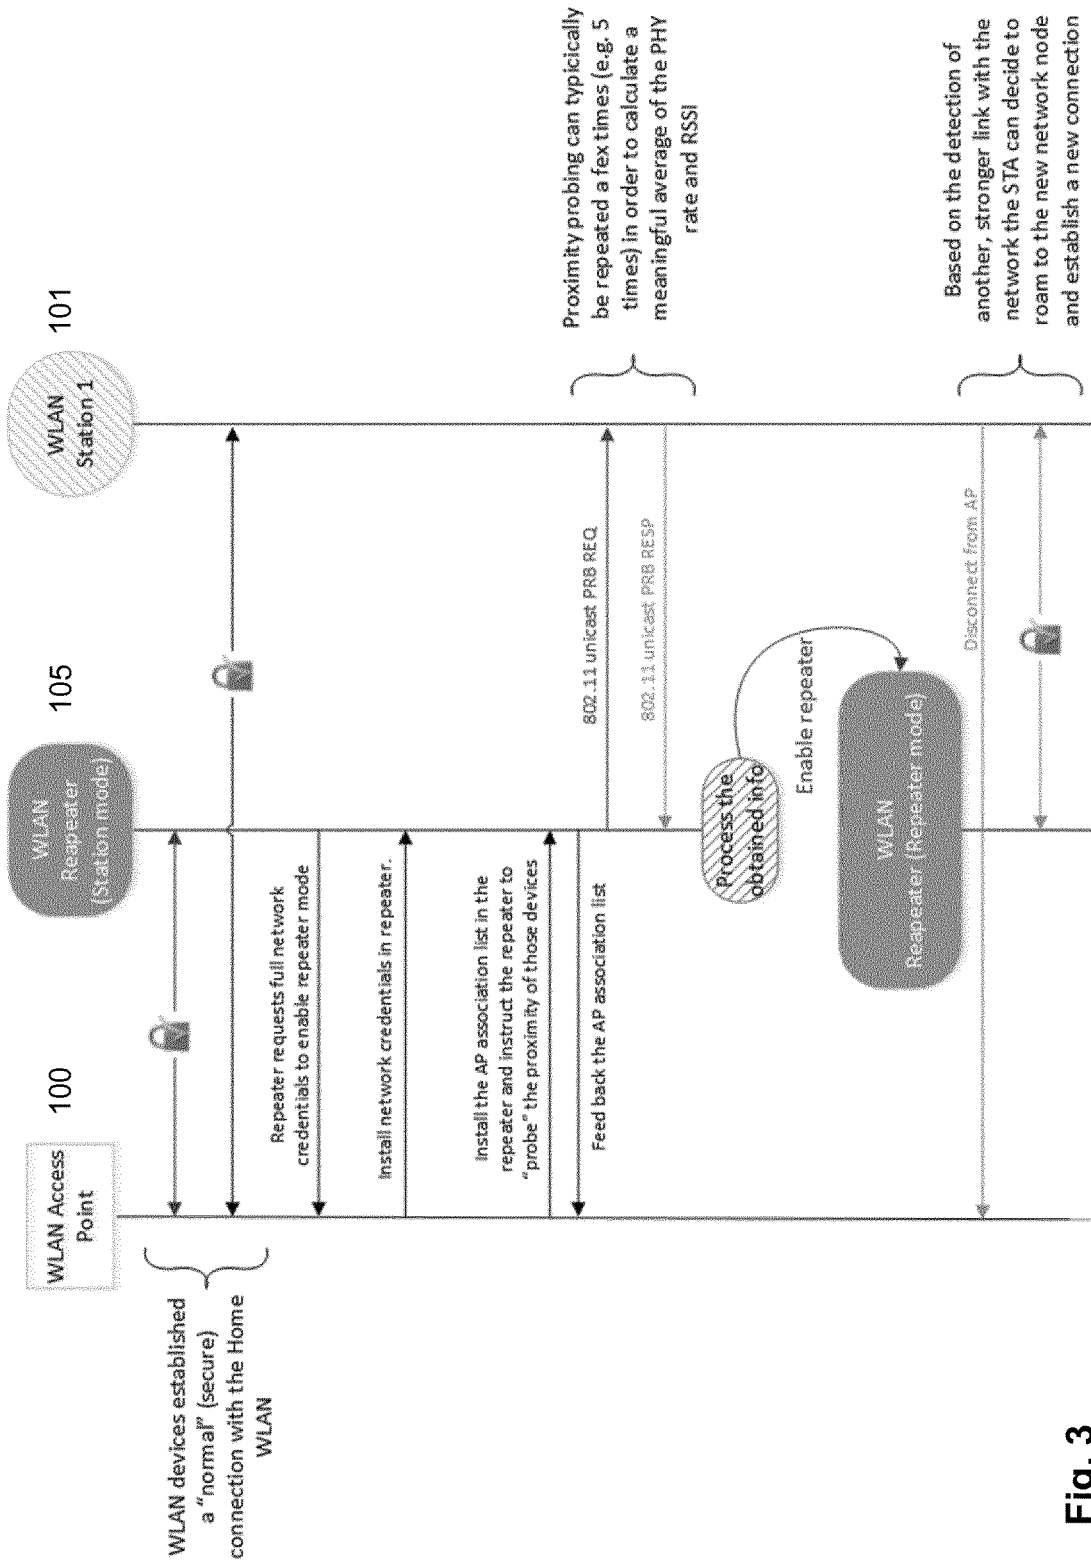 WLAN Access
Point
100
WLAN
Reapeater
(Station mode)
105
WLAN
Station 1
101
WLAN devices established
a "normal" (secure)
connection with the Home
WLAN
Repeater requests full network
credentials to enable repeater mode
Install network credentials in repeater.
Install the AP association list in the
repeater and instruct the repeater to
"probe" the proximity of those devices
Feed back the AP association list
802.11 unicast PRB REQ
802.11 unicast PRB RESP
Proximity probing can typicically
be repeated a fex times (e.g. 5
times) in order to calculate a
meaningful average of the PHY
rate and RSSI
Process the
obtained info
Enable repeater
WLAN
Reapeater (Repeater mode)
Disconnect from AP
Based on the detection of
another, stronger link with the
network the STA can decide to
roam to the new network node
and establish a new connection
Fig. 3